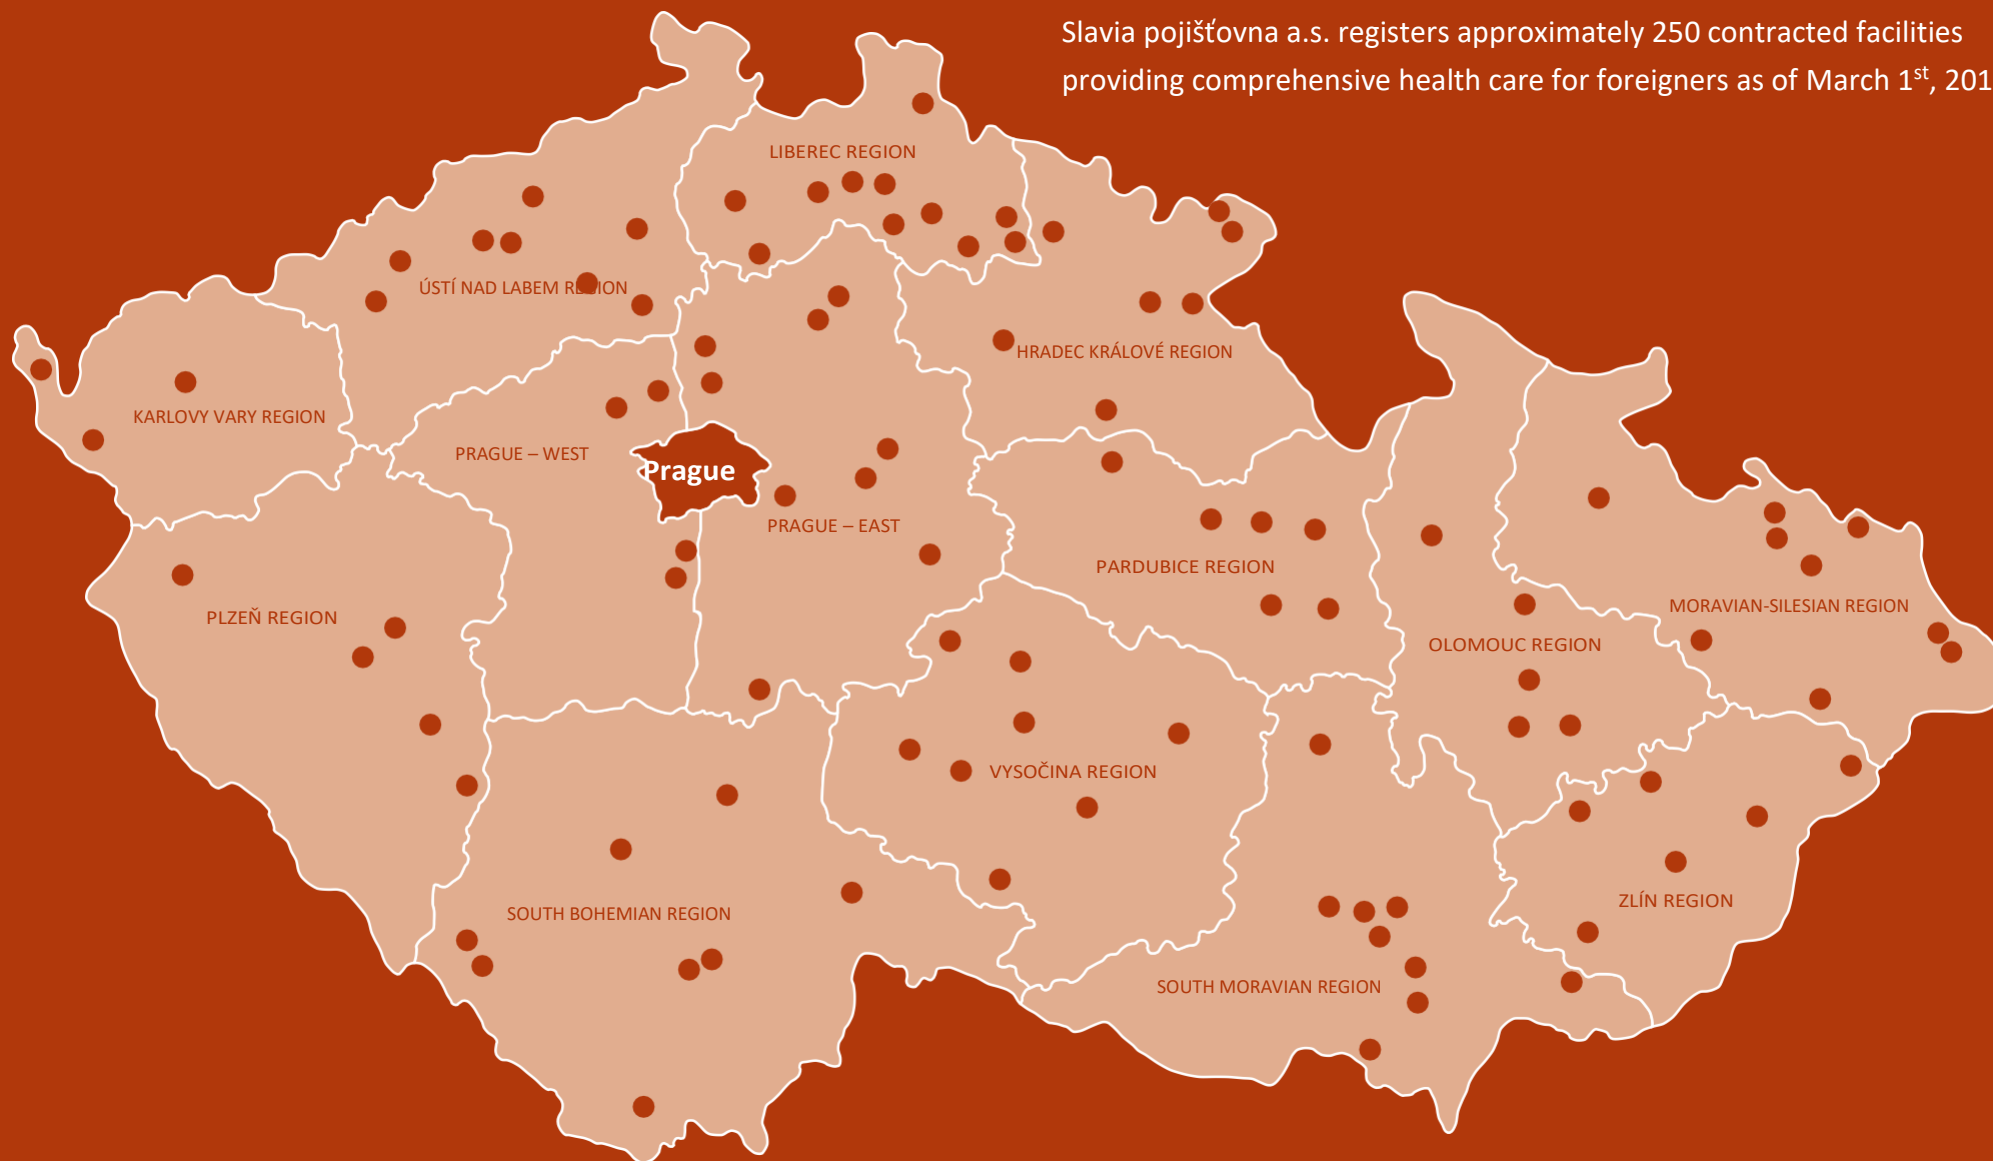 Slavia pojišťovna a.s. registers approximately 250 contracted facilities
providing comprehensive health care for foreigners as of March 1st, 201
LIBEREC REGION
ÚSTÍ NAD LABEM REGION
HRADEC KRÁLOVÉ REGION
KARLOVY VARY REGION
PRAGUE – WEST
Prague
PRAGUE – EAST
PARDUBICE REGION
MORAVIAN-SILESIAN REGION
PLZEŇ REGION
OLOMOUC REGION
VYSOČINA REGION
ZLÍN REGION
SOUTH BOHEMIAN REGION
SOUTH MORAVIAN REGION